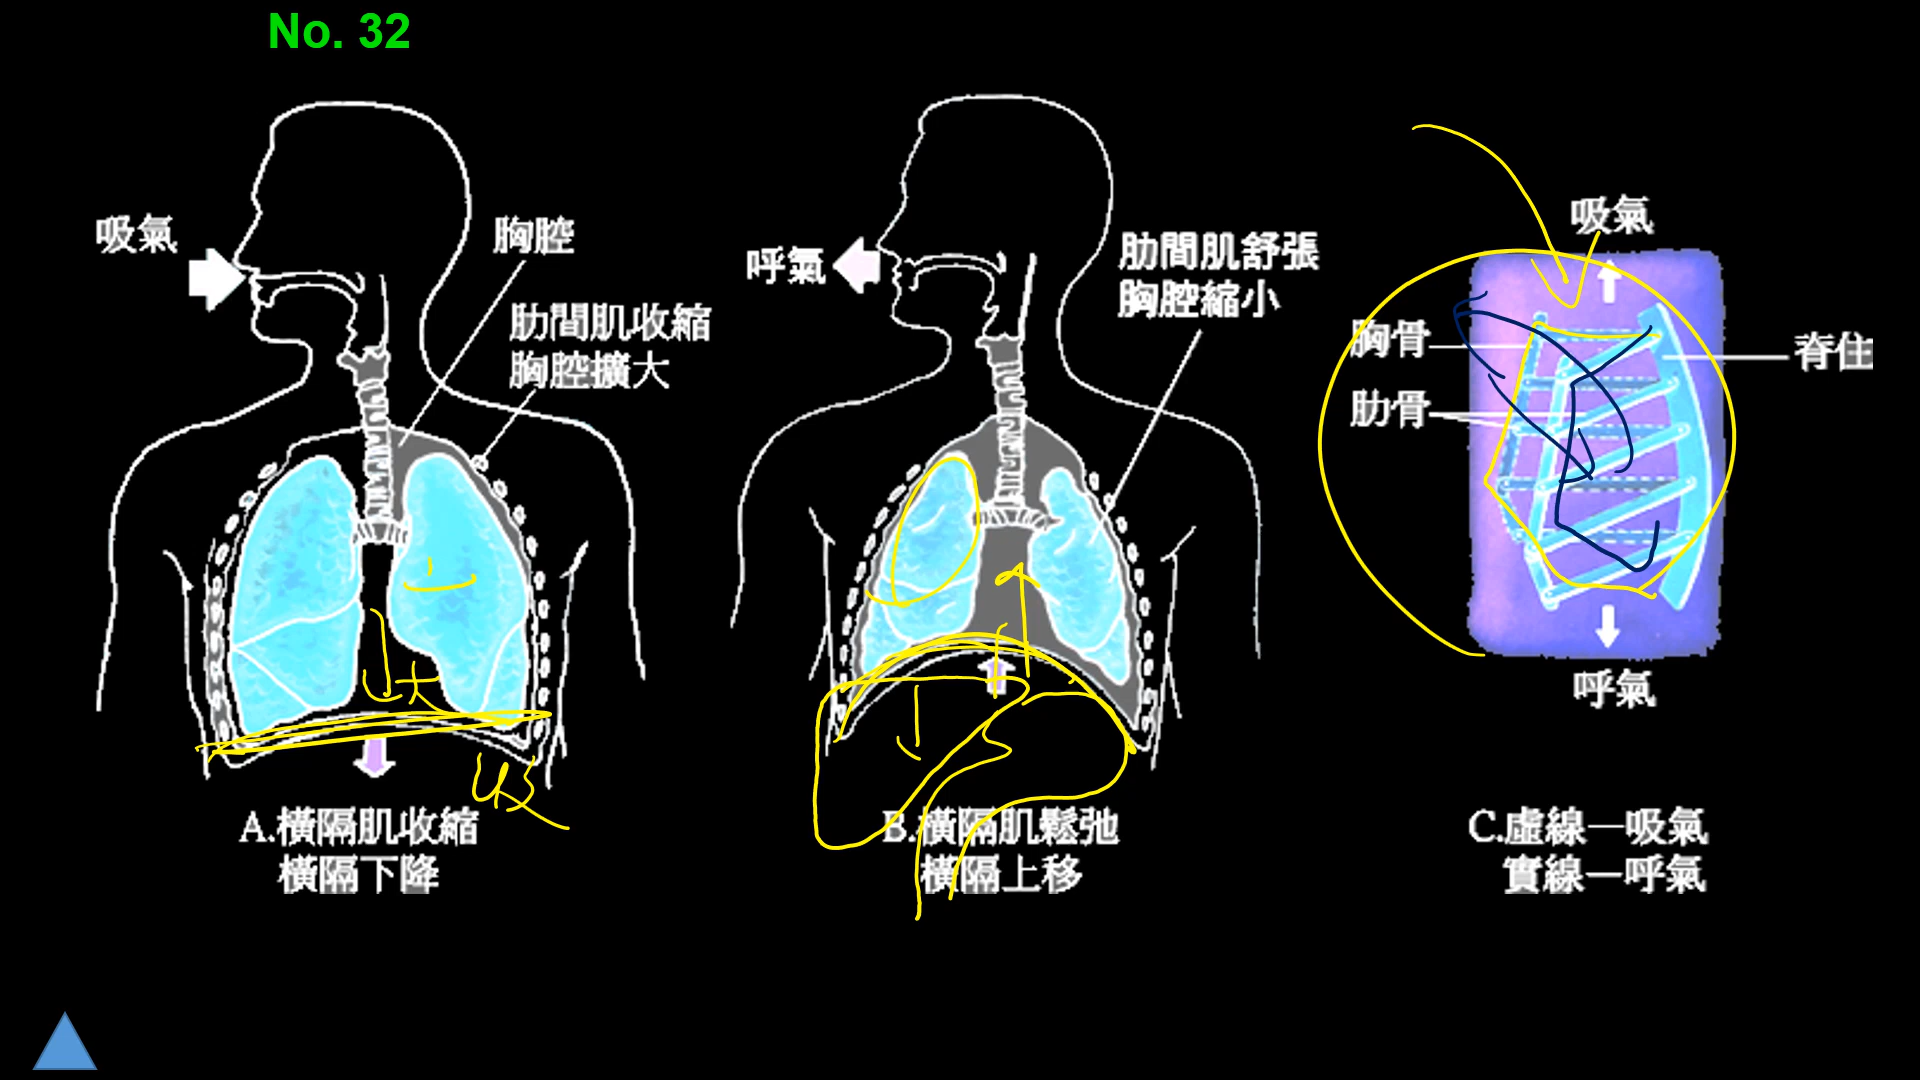 No. 32
吸氣
胸腔
肋間肌收縮
胸腔擴大
呼氣
肋間肌舒張
胸腔縮小
吸氣
胸骨
肋骨
脊住
呼氣
A.橫隔肌收縮
橫隔下降
B.橫隔肌鬆弛
橫隔上移
C.虛線—吸氣
實線—呼氣
大